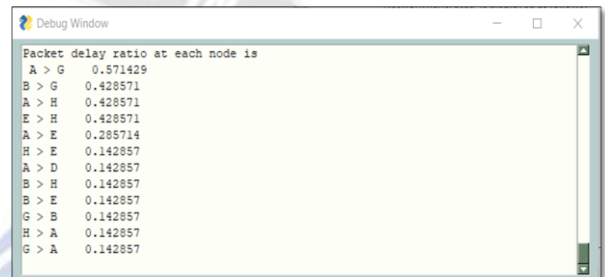 Debug Window
Packet delay ratio at each node is
A > G 0.571429
B > G 0.428571
A > H 0.428571
E > H 0.428571
A > E 0.285714
H > E 0.142857
A > D 0.142857
B > H 0.142857
B > E 0.142857
G > B 0.142857
H > A 0.142857
G > A 0.142857